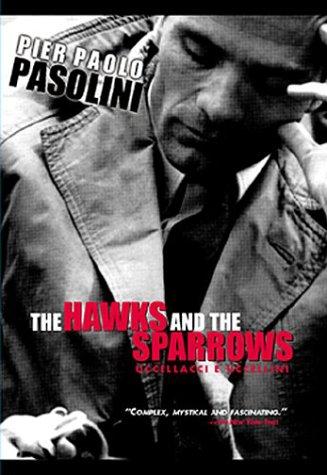 PIER PAOLO
PASOLINI
THE HAWKS AND THE
SPARROWS
UCCELLACCI E UCCELLINI
"COMPLEX, MYSTICAL AND FASCINATING."